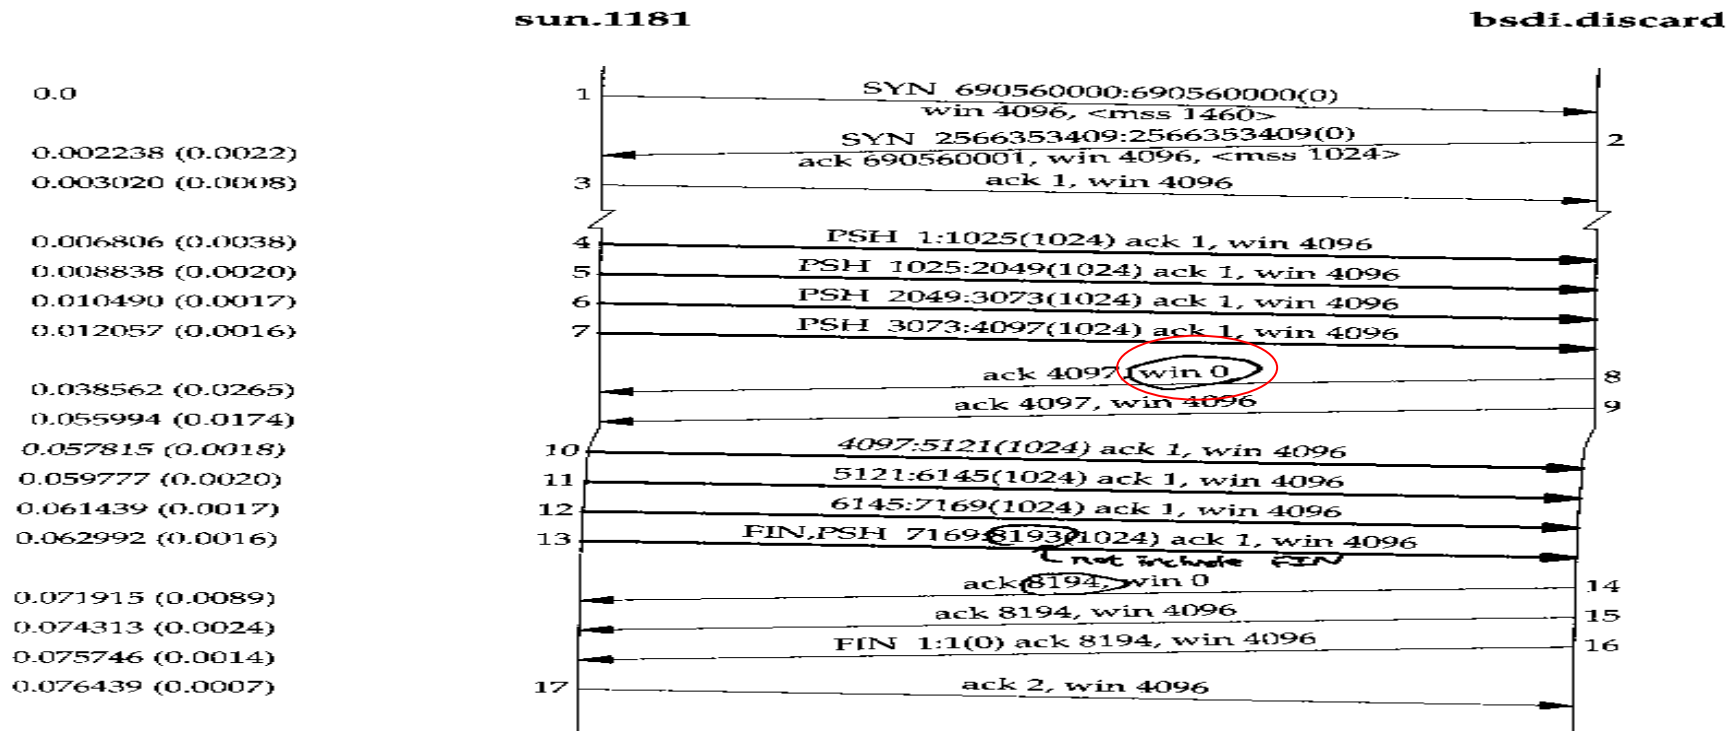 sun.1181 bsdi.discard
0.0 1 SYN 690560000:690560000(0)
win 4096, <mss 1460>
SYN 2566353409:2566353409(0) 2
0.002238 (0.0022) ack 690560001, win 4096, <mss 1024>
0.003020 (0.0008) 3 ack 1, win 4096
0.006806 (0.0038) 4 PSH 1:1025(1024) ack 1, win 4096
0.008838 (0.0020) 5 PSH 1025:2049(1024) ack 1, win 4096
0.010490 (0.0017) 6 PSH 2049:3073(1024) ack 1, win 4096
0.012057 (0.0016) 7 PSH 3073:4097(1024) ack 1, win 4096
0.038562 (0.0265) ack 4097, win 0 8
0.055994 (0.0174) ack 4097, win 4096 9
0.057815 (0.0018) 10 4097:5121(1024) ack 1, win 4096
0.059777 (0.0020) 11 5121:6145(1024) ack 1, win 4096
0.061439 (0.0017) 12 6145:7169(1024) ack 1, win 4096
0.062992 (0.0016) 13 FIN,PSH 7169:8193(1024) ack 1, win 4096
not include FIN
0.071915 (0.0089) ack 8194, win 0 14
0.074313 (0.0024) ack 8194, win 4096 15
0.075746 (0.0014) FIN 1:1(0) ack 8194, win 4096 16
0.076439 (0.0007) 17 ack 2, win 4096